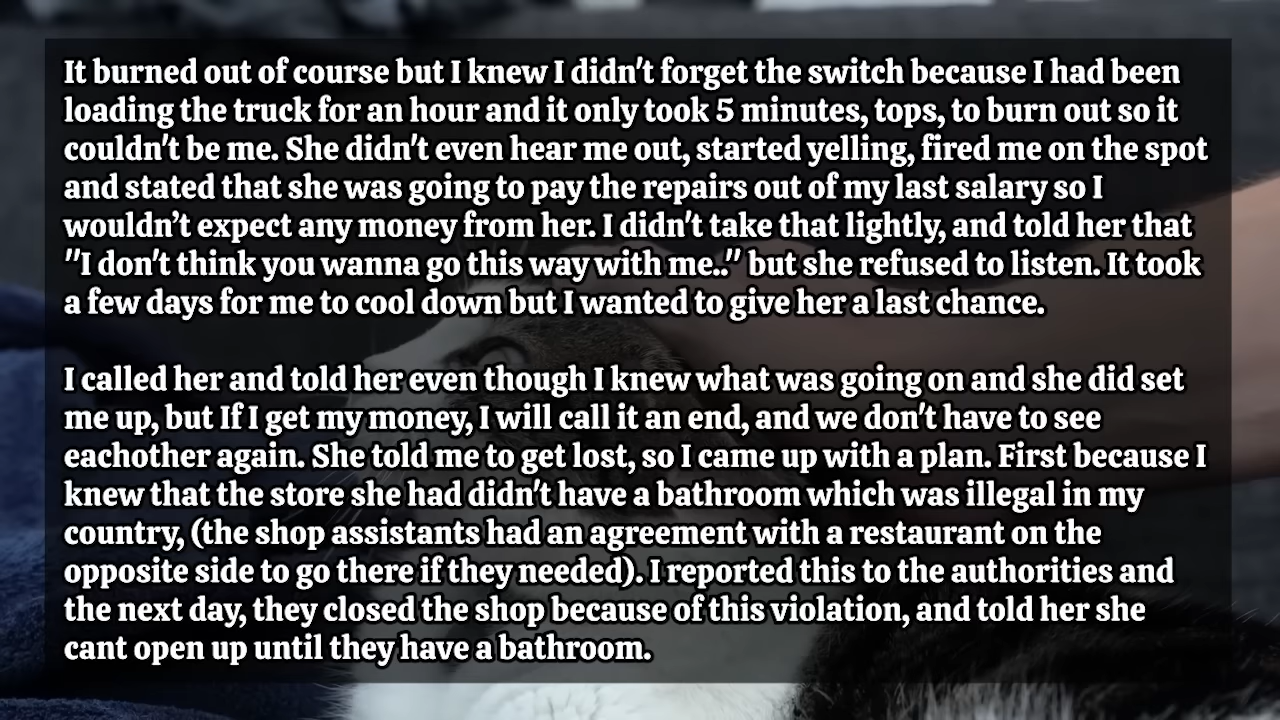 It burned out of course but I knew I didn't forget the switch because I had been
loading the truck for an hour and it only took 5 minutes, tops, to burn out so it
couldn't be me. She didn't even hear me out, started yelling, fired me on the spot
and stated that she was going to pay the repairs out of my last salary so I
wouldn’t expect any money from her. I didn't take that lightly, and told her that
"I don't think you wanna go this way with me.." but she refused to listen. It took
a few days for me to cool down but I wanted to give her a last chance.
I called her and told her even though I knew what was going on and she did set
me up, but If I get my money, I will call it an end, and we don't have to see
eachother again. She told me to get lost, so I came up with a plan. First because I
knew that the store she had didn't have a bathroom which was illegal in my
country, (the shop assistants had an agreement with a restaurant on the
opposite side to go there if they needed). I reported this to the authorities and
the next day, they closed the shop because of this violation, and told her she
cant open up until they have a bathroom.